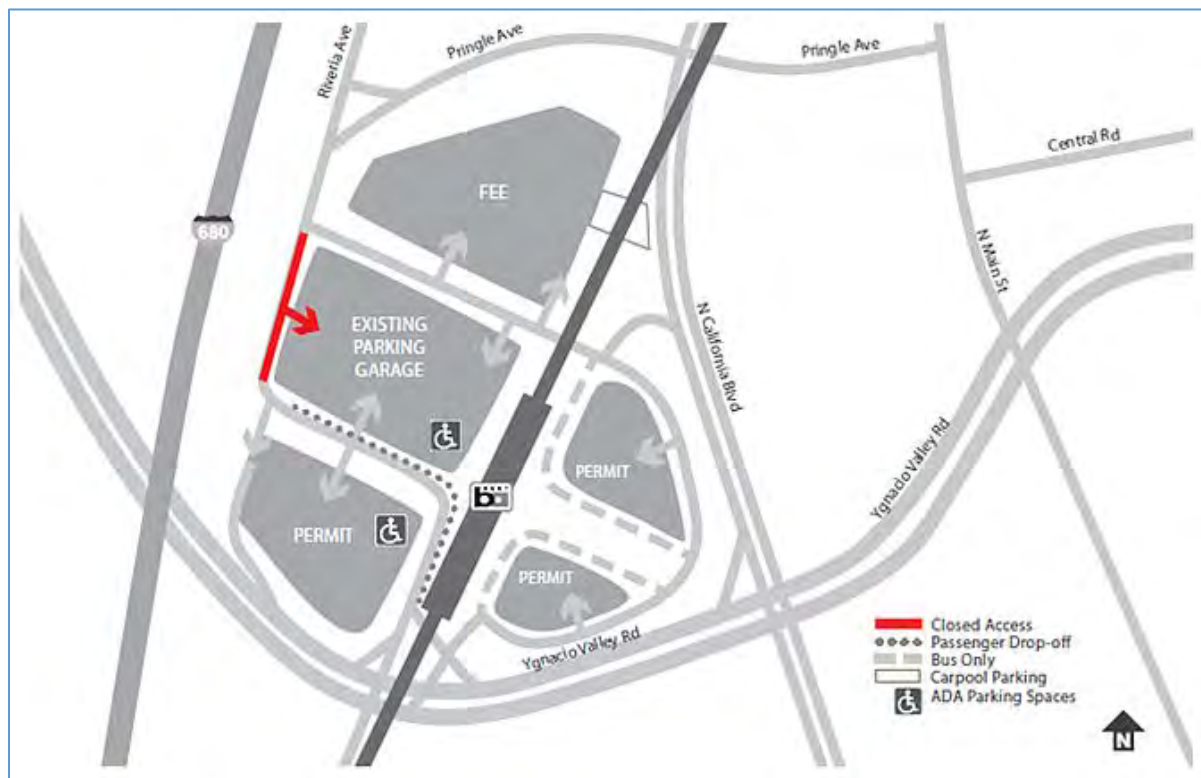 Pringle Ave
Pringle Ave
Riveria Ave
Central Rd
FEE
680
N Main St
EXISTING
PARKING
GARAGE
N California Blvd
PERMIT
Ygnacio Valley Rd
PERMIT
PERMIT
Ygnacio Valley Rd
Closed Access
Passenger Drop-off
Bus Only
Carpool Parking
ADA Parking Spaces
N